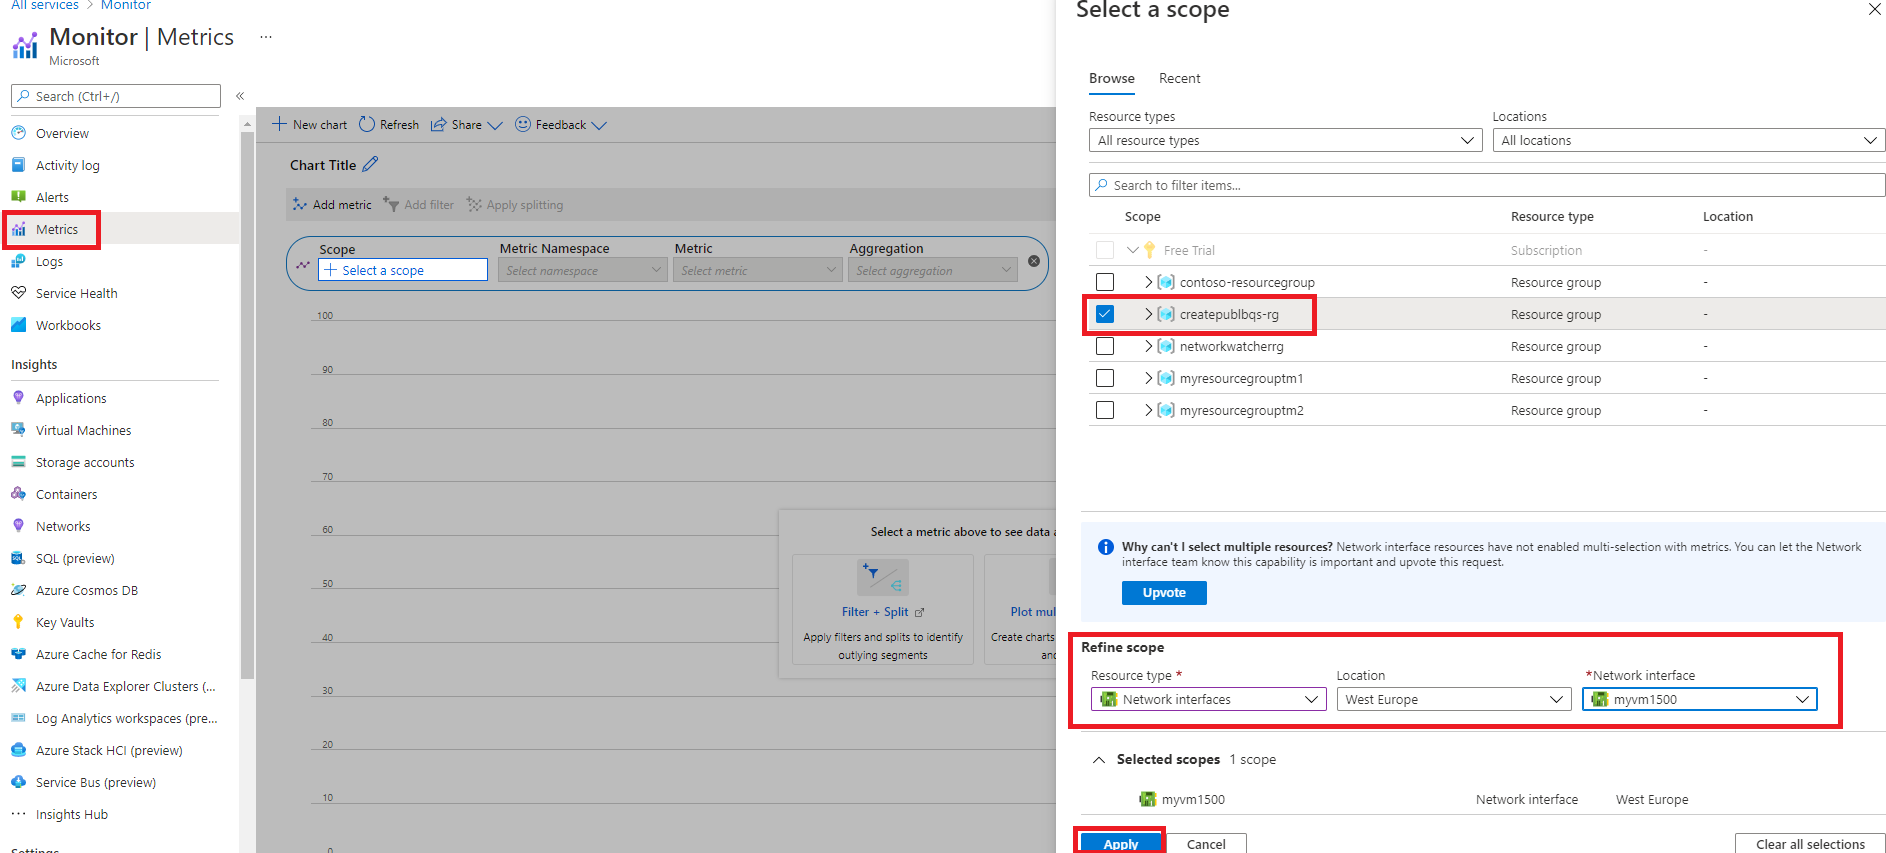 All services > Monitor
Monitor | Metrics ...
Microsoft
Search (Ctrl+/) «
Overview
Activity log
Alerts
Metrics
Logs
Service Health
Workbooks
Insights
Applications
Virtual Machines
Storage accounts
Containers
Networks
SQL (preview)
Azure Cosmos DB
Key Vaults
Azure Cache for Redis
Azure Data Explorer Clusters (...
Log Analytics workspaces (pre...
Azure Stack HCI (preview)
Service Bus (preview)
Insights Hub
Settings
New chart Refresh Share Feedback
Chart Title
Add metric Add filter Apply splitting
Scope Metric Namespace Metric Aggregation
Select a scope Select namespace Select metric Select aggregation
100
90
80
70
60
50
40
30
20
10
0
Select a metric above to see data a
Filter + Split
Apply filters and splits to identify
outlying segments
Plot mul
Create charts
and
Select a scope
Browse Recent
Resource types Locations
All resource types All locations
Search to filter items...
Scope Resource type Location
Free Trial Subscription -
contoso-resourcegroup Resource group -
createpublbqs-rg Resource group -
networkwatcherrg Resource group -
myresourcegrouptm1 Resource group -
myresourcegrouptm2 Resource group -
Why can't I select multiple resources? Network interface resources have not enabled multi-selection with metrics. You can let the Network
interface team know this capability is important and upvote this request.
Upvote
Refine scope
Resource type * Location *Network interface
Network interfaces West Europe myvm1500
Selected scopes 1 scope
myvm1500 Network interface West Europe
Apply Cancel Clear all selections